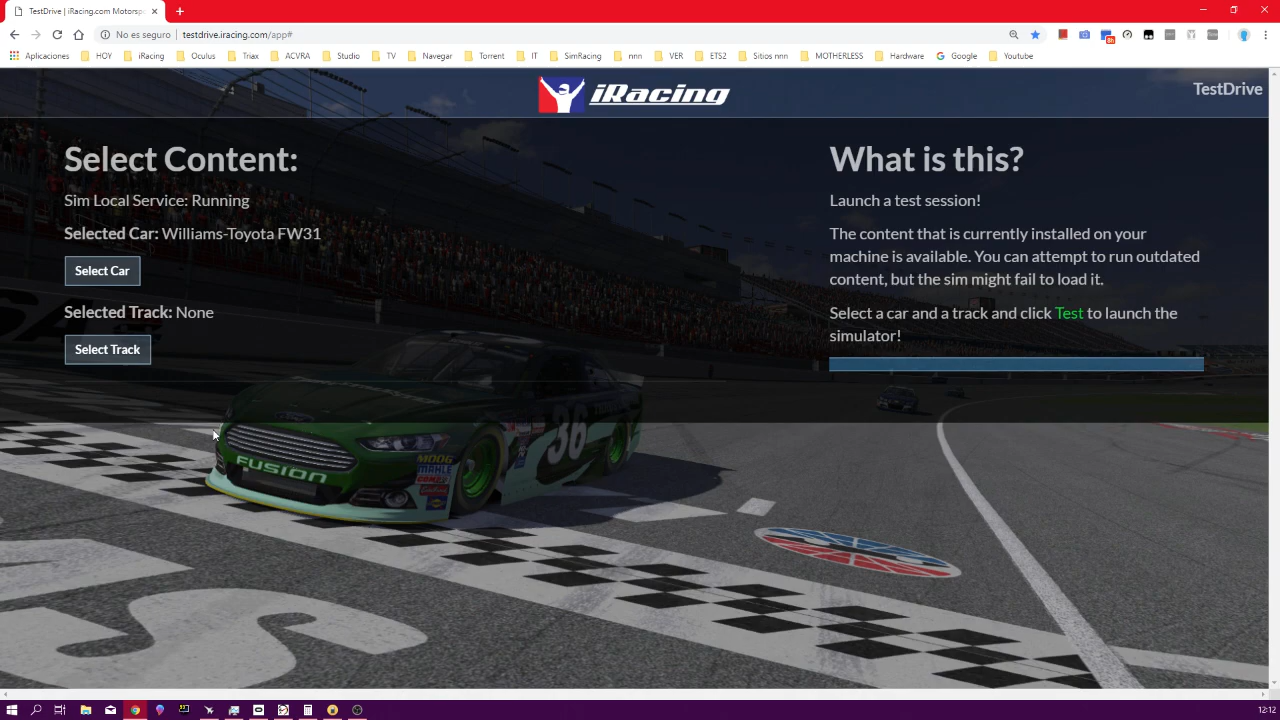 TestDrive | iRacing.com Motorsp
No es seguro | testdrive.iracing.com/app#
Aplicaciones HOY iRacing Oculus Triax ACVRA Studio TV Navegar Torrent IT SimRacing nnn VER ETS2 Sitios nnn MOTHERLESS Hardware Google Youtube
8h
iRacing
TestDrive
Select Content:
Sim Local Service: Running
Selected Car: Williams-Toyota FW31
Select Car
Selected Track: None
Select Track
What is this?
Launch a test session!
The content that is currently installed on your
machine is available. You can attempt to run outdated
content, but the sim might fail to load it.
Select a car and a track and click Test to launch the
simulator!
36
FUSION
MOOG
MAHLE
12:12